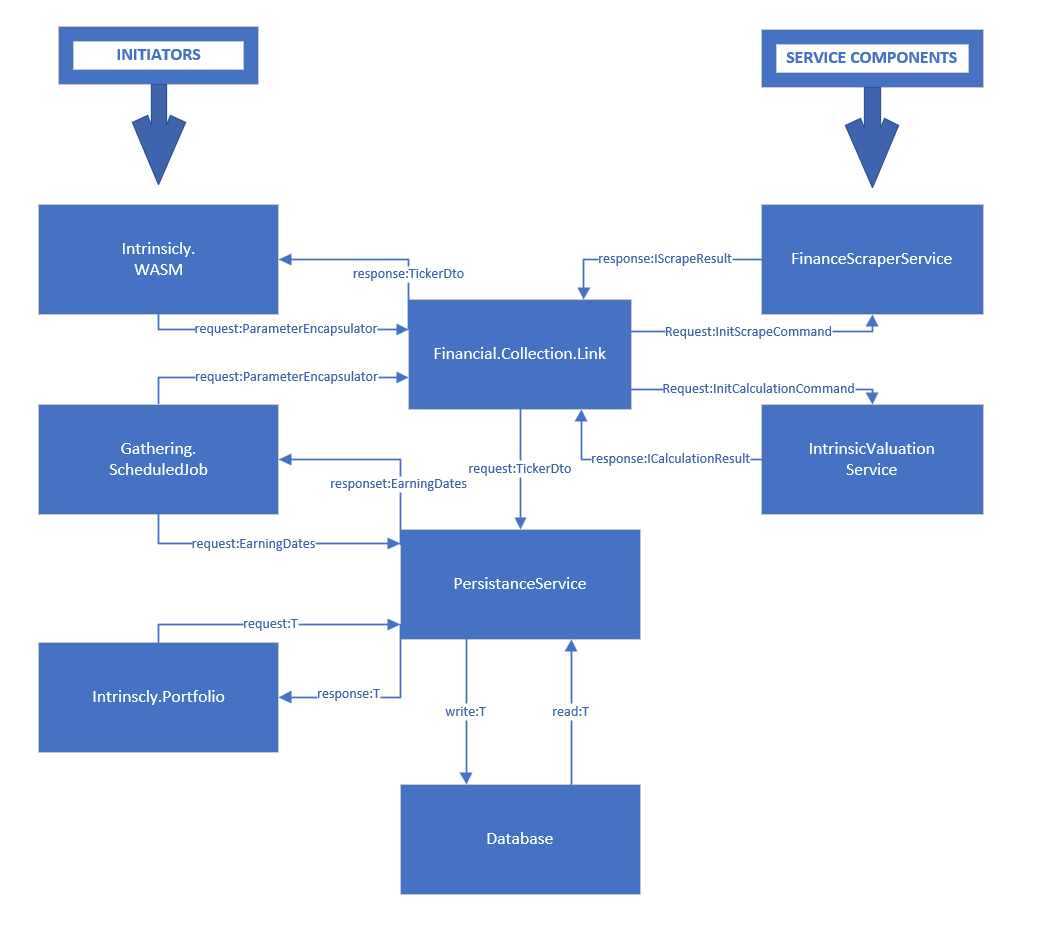 INITIATORS
SERVICE COMPONENTS
Intrinsicly.
WASM
response:TickerDto
request:ParameterEncapsulator
response:IScrapeResult
FinanceScraperService
Financial.Collection.Link
Request:InitScrapeCommand
request:ParameterEncapsulator
Request:InitCalculationCommand
Gathering.
ScheduledJob
responset:EarningDates
request:TickerDto
response:ICalculationResult
IntrinsicValuation
Service
request:EarningDates
PersistanceService
request:T
Intrinscly.Portfolio
response:T
write:T
read:T
Database